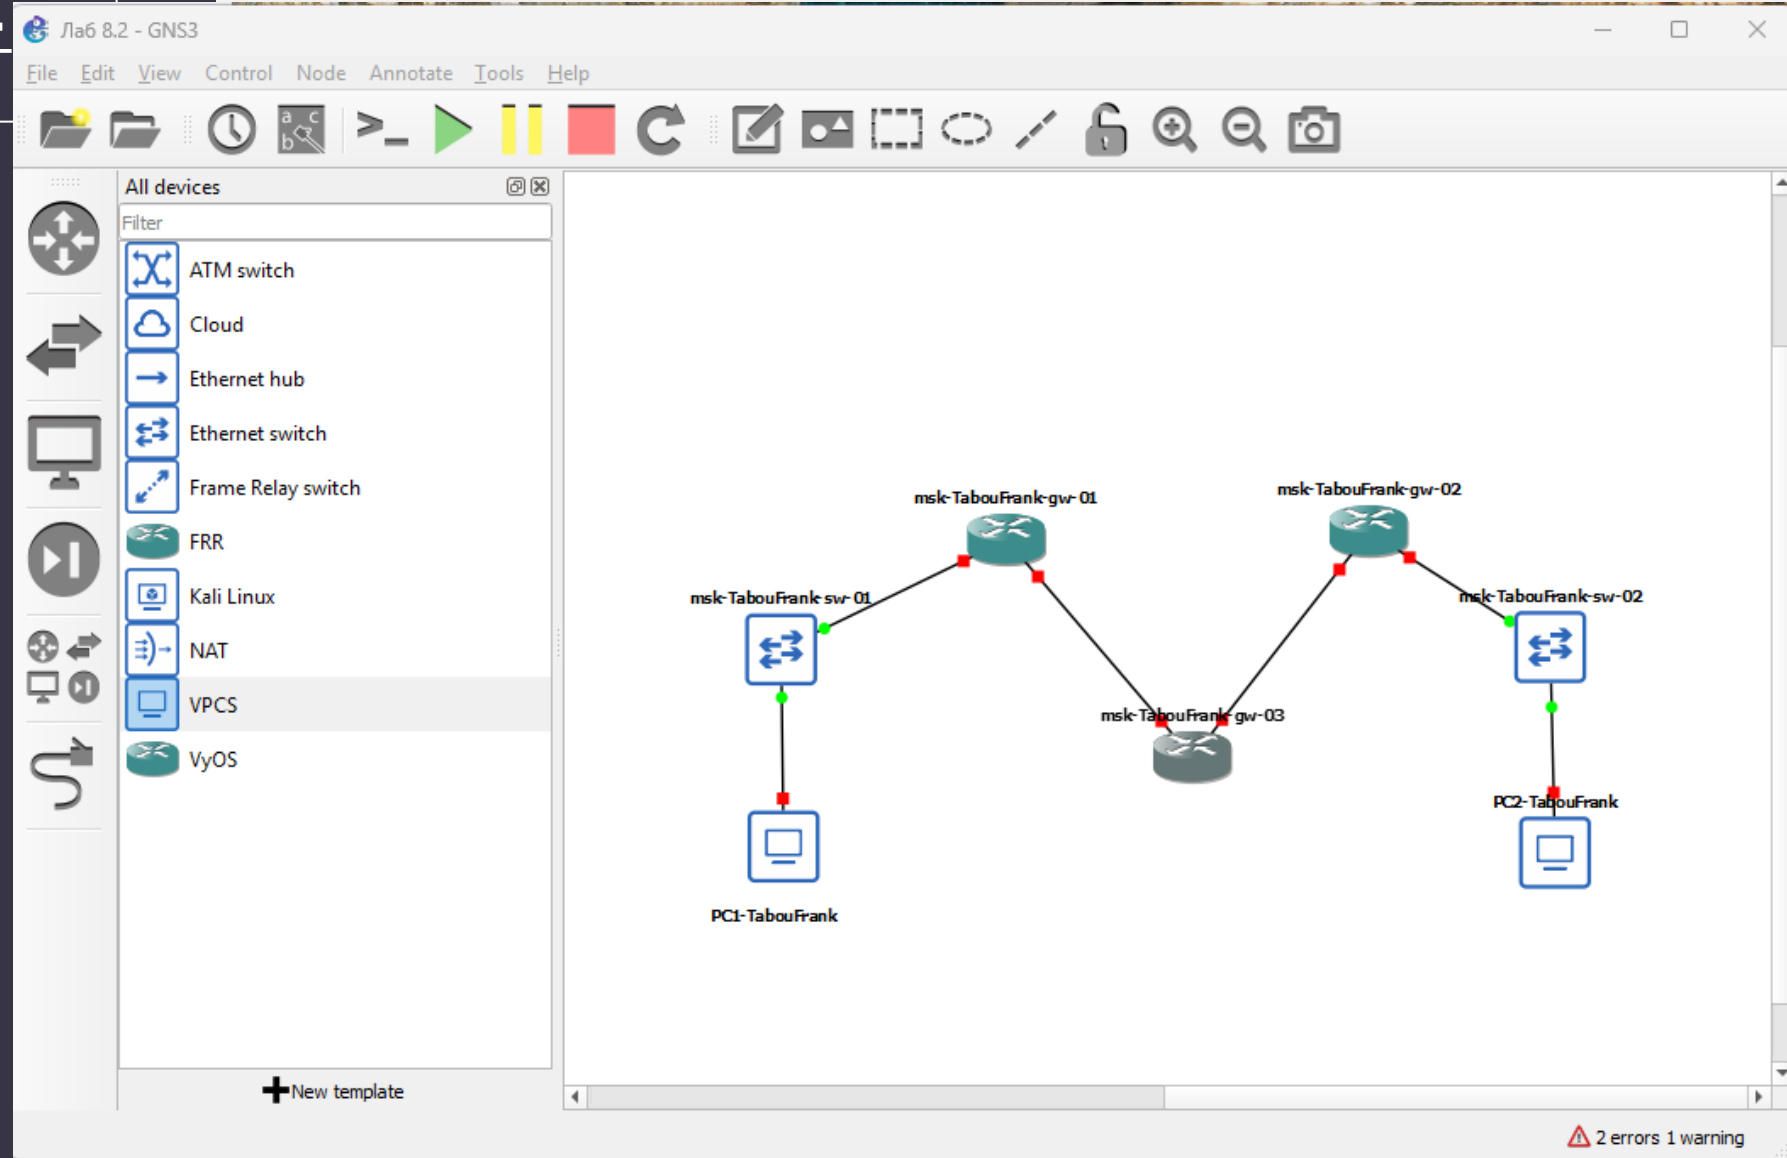 Лаб 8.2 - GNS3
File Edit View Control Node Annotate Tools Help
All devices
Filter
ATM switch
Cloud
Ethernet hub
Ethernet switch
Frame Relay switch
FRR
Kali Linux
NAT
VPCS
VyOS
New template
msk-TabouFrank-gw-01
msk-TabouFrank-gw-02
msk-TabouFrank-sw-01
msk-TabouFrank-sw-02
msk-TabouFrank-gw-03
PC2-TabouFrank
PC1-TabouFrank
2 errors 1 warning